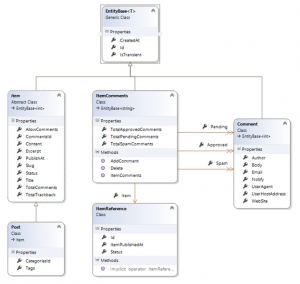 EntityBase<T>
Generic Class
Properties
CreatedAt
Id
IsTransient
Item
Abstract Class
EntityBase<int>
Properties
AllowComments
CommentsId
Content
Excerpt
PublishAt
Slug
Status
Title
TotalComments
TotalTrackback
Post
Class
Item
Properties
CategoriesId
Tags
ItemComments
Class
EntityBase<string>
Properties
TotalApprovedComments
TotalPendingComments
TotalSpamComments
Methods
AddComment
Delete
ItemComments
Pending
Approved
Spam
Item
ItemReference
Class
Properties
Id
ItemPublishedAt
Status
Methods
implicit operator ItemRefere...
Comment
Class
EntityBase<int>
Properties
Author
Body
Email
Notify
UserAgent
UserHostAddress
WebSite